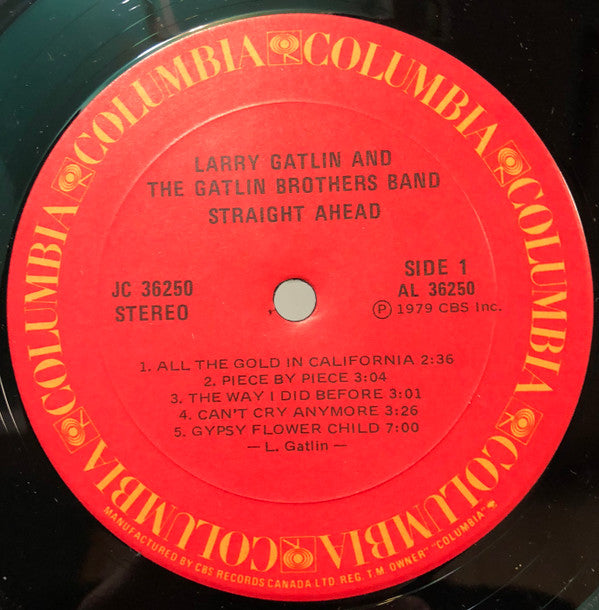 COLUMBIA COLUMBIA COLUMBIA COLUMBIA COLUMBIA COLUMBIA
LARRY GATLIN AND
THE GATLIN BROTHERS BAND
STRAIGHT AHEAD
JC 36250
STEREO
SIDE 1
AL 36250
Ⓟ 1979 CBS Inc.
1. ALL THE GOLD IN CALIFORNIA 2:36
2. PIECE BY PIECE 3:04
3. THE WAY I DID BEFORE 3:01
4. CAN'T CRY ANYMORE 3:26
5. GYPSY FLOWER CHILD 7:00
— L. Gatlin —
MANUFACTURED BY CBS RECORDS CANADA LTD. REG. T.M. OWNER "COLUMBIA"